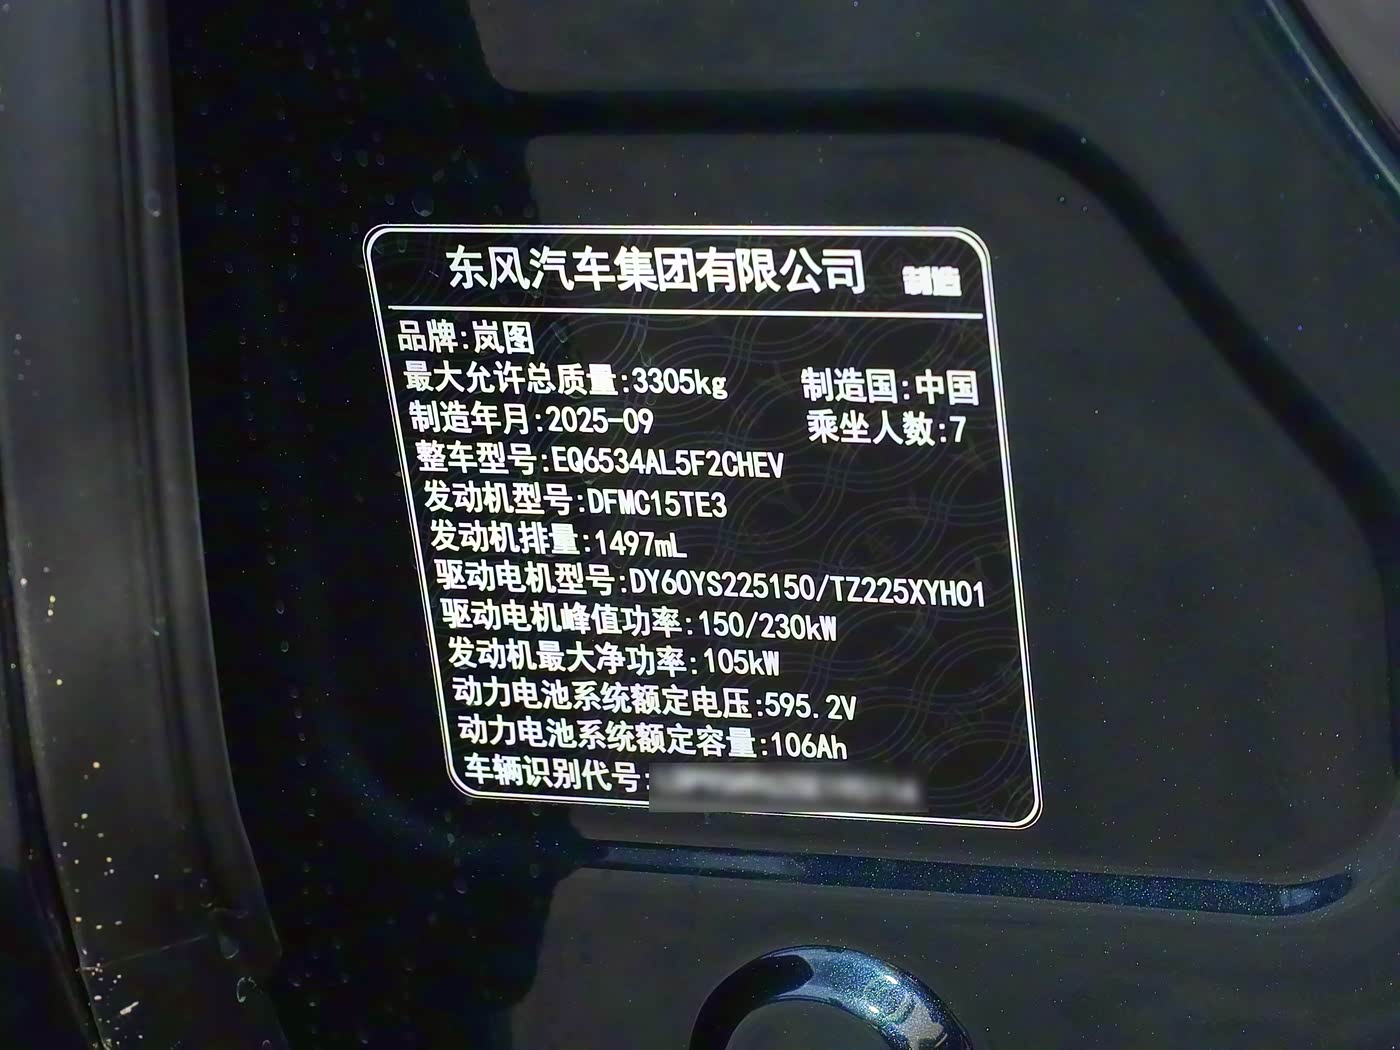 东风汽车集团有限公司 制造
品牌:岚图
最大允许总质量:3305kg 制造国:中国
制造年月:2025-09 乘坐人数:7
整车型号:EQ6534AL5F2CHEV
发动机型号:DFMC15TE3
发动机排量:1497mL
驱动电机型号:DY60YS225150/TZ225XYH01
驱动电机峰值功率:150/230kW
发动机最大净功率:105kW
动力电池系统额定电压:595.2V
动力电池系统额定容量:106Ah
车辆识别代号: